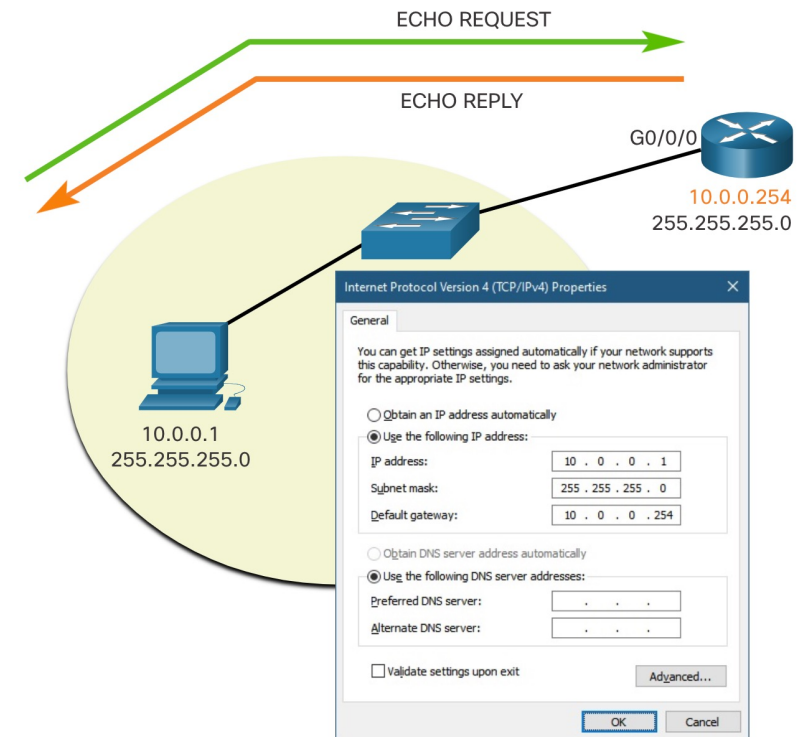 ECHO REQUEST
ECHO REPLY
G0/0/0
10.0.0.254
255.255.255.0
10.0.0.1
255.255.255.0
Internet Protocol Version 4 (TCP/IPv4) Properties
General
You can get IP settings assigned automatically if your network supports
this capability. Otherwise, you need to ask your network administrator
for the appropriate IP settings.
Obtain an IP address automatically
Use the following IP address:
IP address: 10 . 0 . 0 . 1
Subnet mask: 255 . 255 . 255 . 0
Default gateway: 10 . 0 . 0 . 254
Obtain DNS server address automatically
Use the following DNS server addresses:
Preferred DNS server: . . .
Alternate DNS server: . . .
Validate settings upon exit
Advanced...
OK Cancel